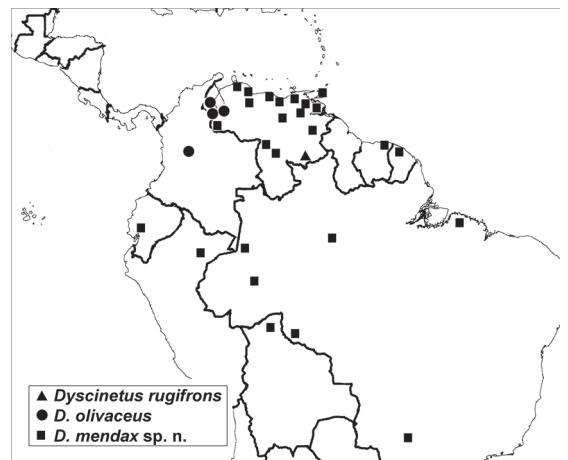 Dyscinetus rugifrons
D. olivaceus
D. mendax sp. n.